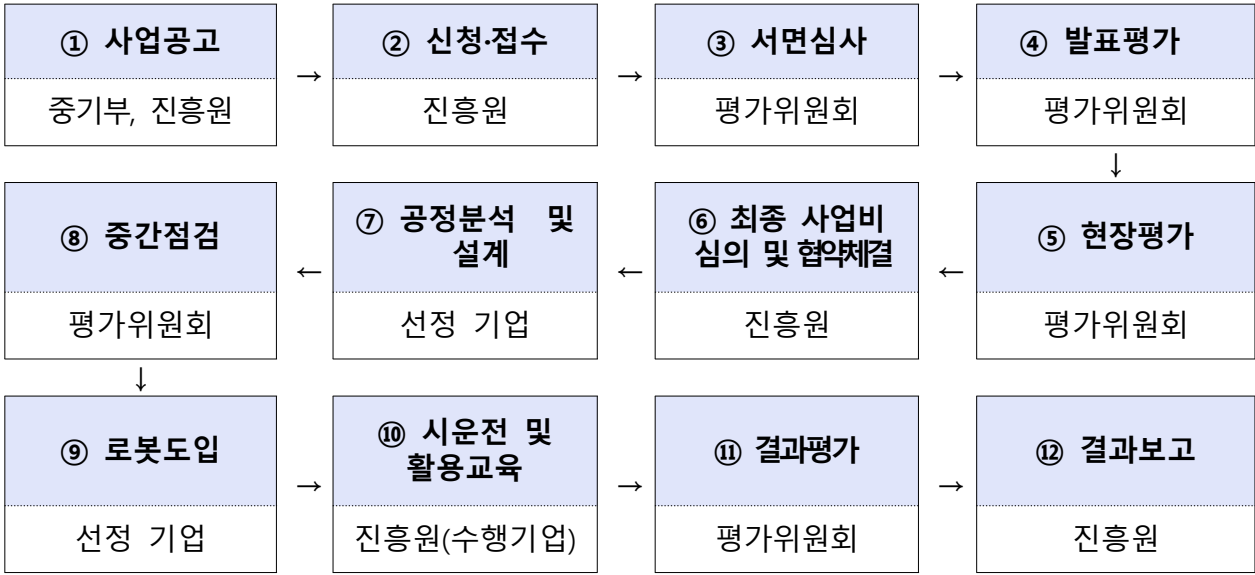 ① 사업공고
중기부, 진흥원
→
② 신청·접수
진흥원
→
③ 서면심사
평가위원회
→
④ 발표평가
평가위원회
↓
⑤ 현장평가
평가위원회
←
⑥ 최종 사업비
심의 및 협약체결
진흥원
←
⑦ 공정분석 및
설계
선정 기업
←
⑧ 중간점검
평가위원회
↓
⑨ 로봇도입
선정 기업
→
⑩ 시운전 및
활용교육
진흥원(수행기업)
→
⑪ 결과평가
평가위원회
→
⑫ 결과보고
진흥원